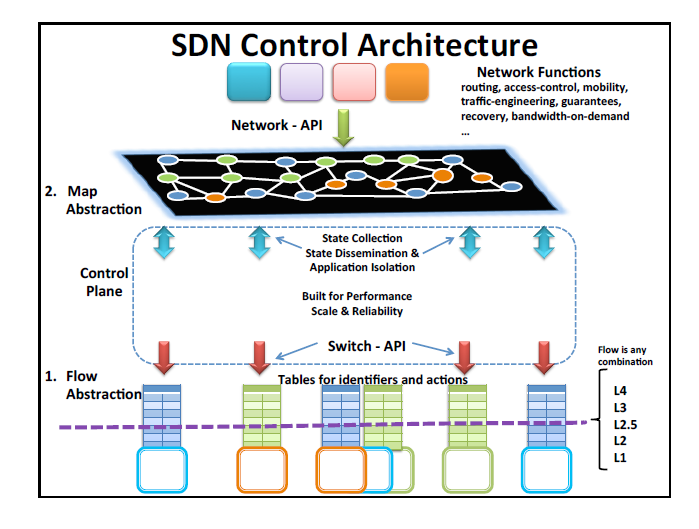 SDN Control Architecture
Network Functions
routing, access-control, mobility,
traffic-engineering, guarantees,
recovery, bandwidth-on-demand
...
Network - API
2. Map
Abstraction
State Collection
State Dissemination &
Application Isolation
Control
Plane
Built for Performance
Scale & Reliability
Switch - API
Flow is any
combination
1. Flow
Abstraction
Tables for identifiers and actions
L4
L3
L2.5
L2
L1